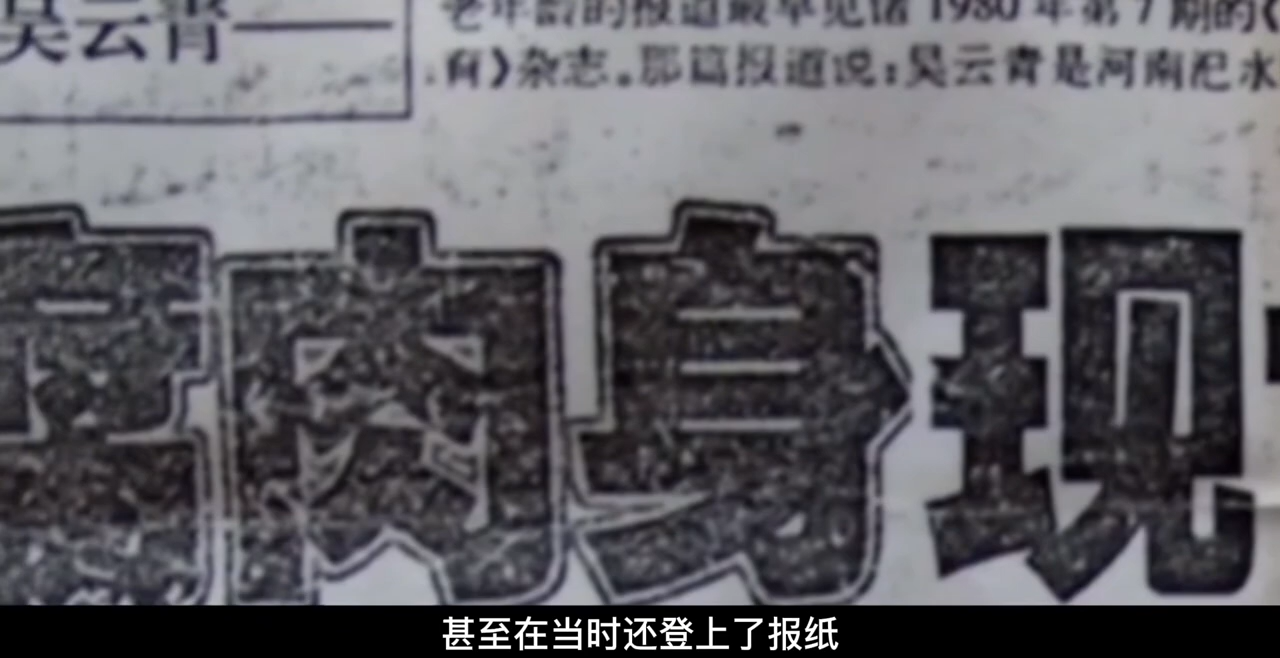 吴云青——
老年龄的报道最早见诸1980年第7期的《
育》杂志。那篇报道说:吴云青是河南汜水
肉身现
甚至在当时还登上了报纸